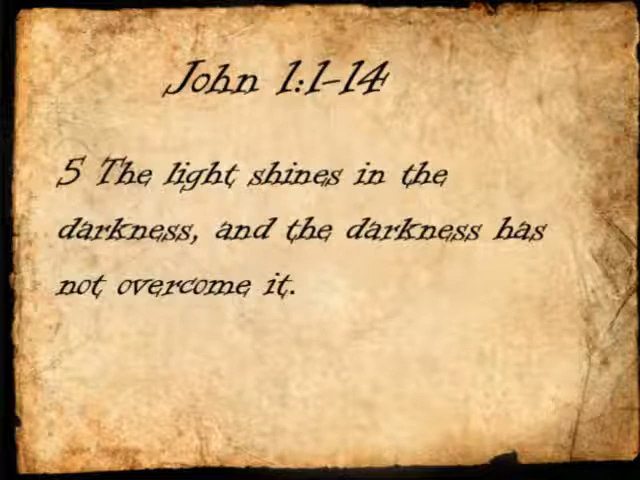 John 1:1-14
5 The light shines in the
darkness, and the darkness has
not overcome it.